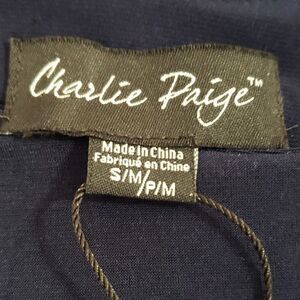 Charlie Paige™
Made in China
Fabriqué en Chine
S/M/P/M